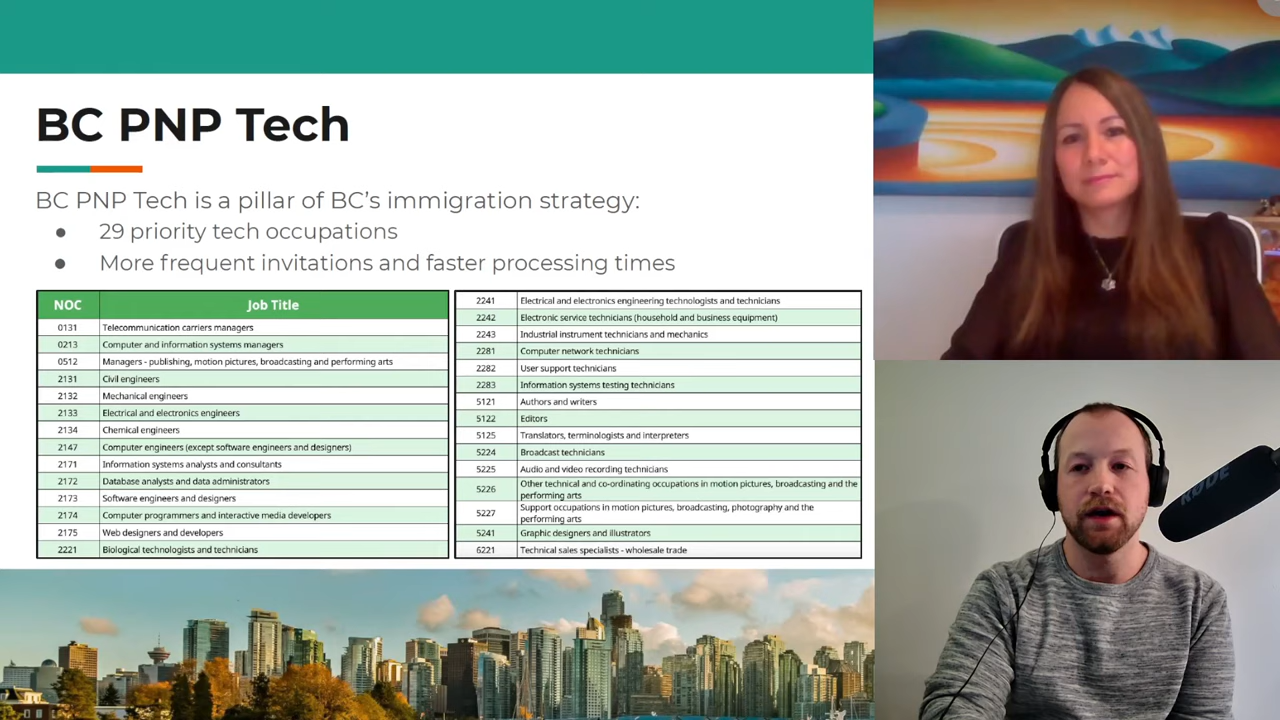 BC PNP Tech
BC PNP Tech is a pillar of BC’s immigration strategy:
● 29 priority tech occupations
● More frequent invitations and faster processing times
NOC Job Title
0131 Telecommunication carriers managers
0213 Computer and information systems managers
0512 Managers - publishing, motion pictures, broadcasting and performing arts
2131 Civil engineers
2132 Mechanical engineers
2133 Electrical and electronics engineers
2134 Chemical engineers
2147 Computer engineers (except software engineers and designers)
2171 Information systems analysts and consultants
2172 Database analysts and data administrators
2173 Software engineers and designers
2174 Computer programmers and interactive media developers
2175 Web designers and developers
2221 Biological technologists and technicians
2241 Electrical and electronics engineering technologists and technicians
2242 Electronic service technicians (household and business equipment)
2243 Industrial instrument technicians and mechanics
2281 Computer network technicians
2282 User support technicians
2283 Information systems testing technicians
5121 Authors and writers
5122 Editors
5125 Translators, terminologists and interpreters
5224 Broadcast technicians
5225 Audio and video recording technicians
5226 Other technical and co-ordinating occupations in motion pictures, broadcasting and the
performing arts
5227 Support occupations in motion pictures, broadcasting, photography and the
performing arts
5241 Graphic designers and illustrators
6221 Technical sales specialists - wholesale trade
RODE